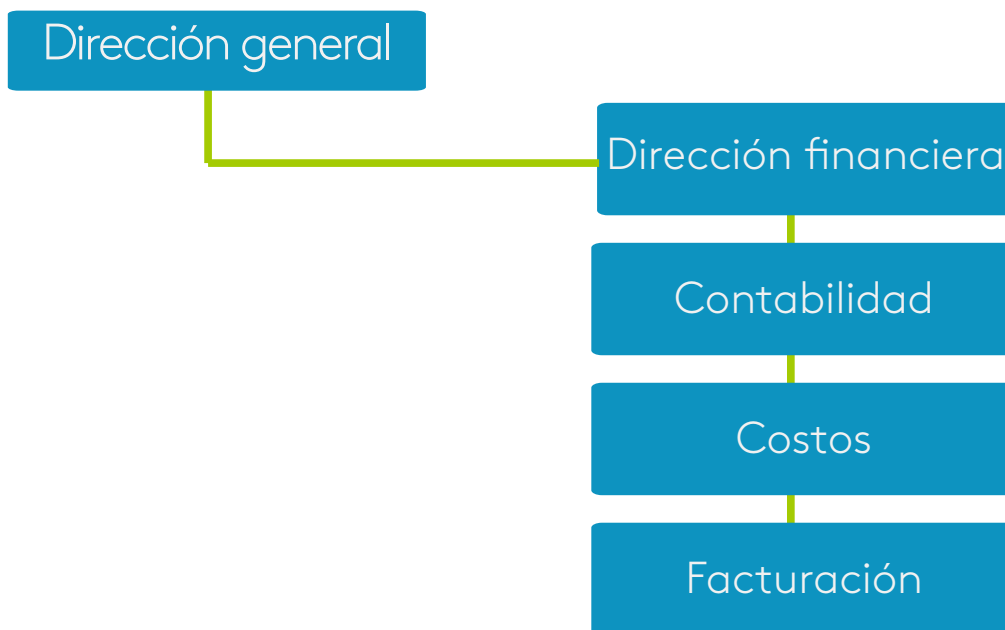 Dirección general
Dirección financiera
Contabilidad
Costos
Facturación